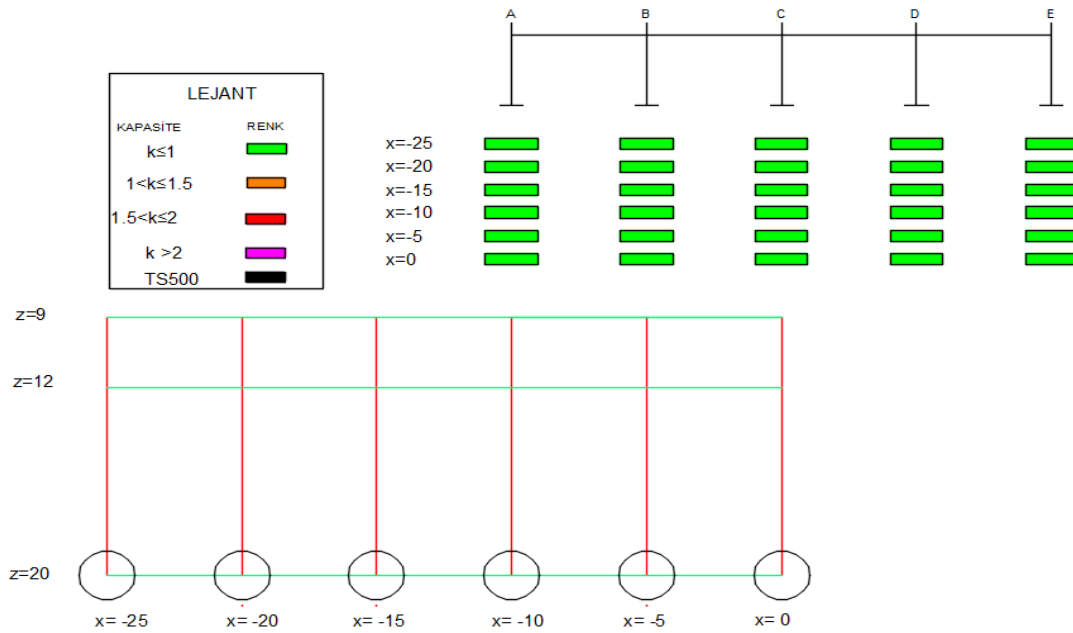 A B C D E
LEJANT
KAPASİTE RENK
k≤1
1<k≤1.5
1.5<k≤2
k >2
TS500
x=-25
x=-20
x=-15
x=-10
x=-5
x=0
z=9
z=12
z=20
x= -25 x= -20 x= -15 x= -10 x= -5 x= 0